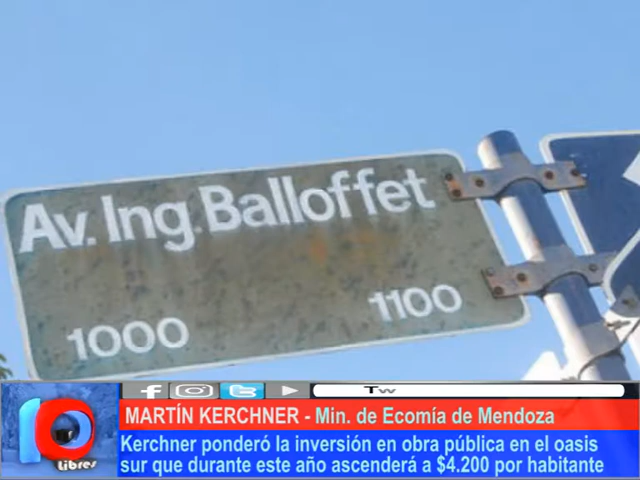 Av. Ing. Balloffet
1000 1100
Tw
MARTÍN KERCHNER - Min. de Ecomía de Mendoza
Kerchner ponderó la inversión en obra pública en el oasis
sur que durante este año ascenderá a $4.200 por habitante
10
Libres